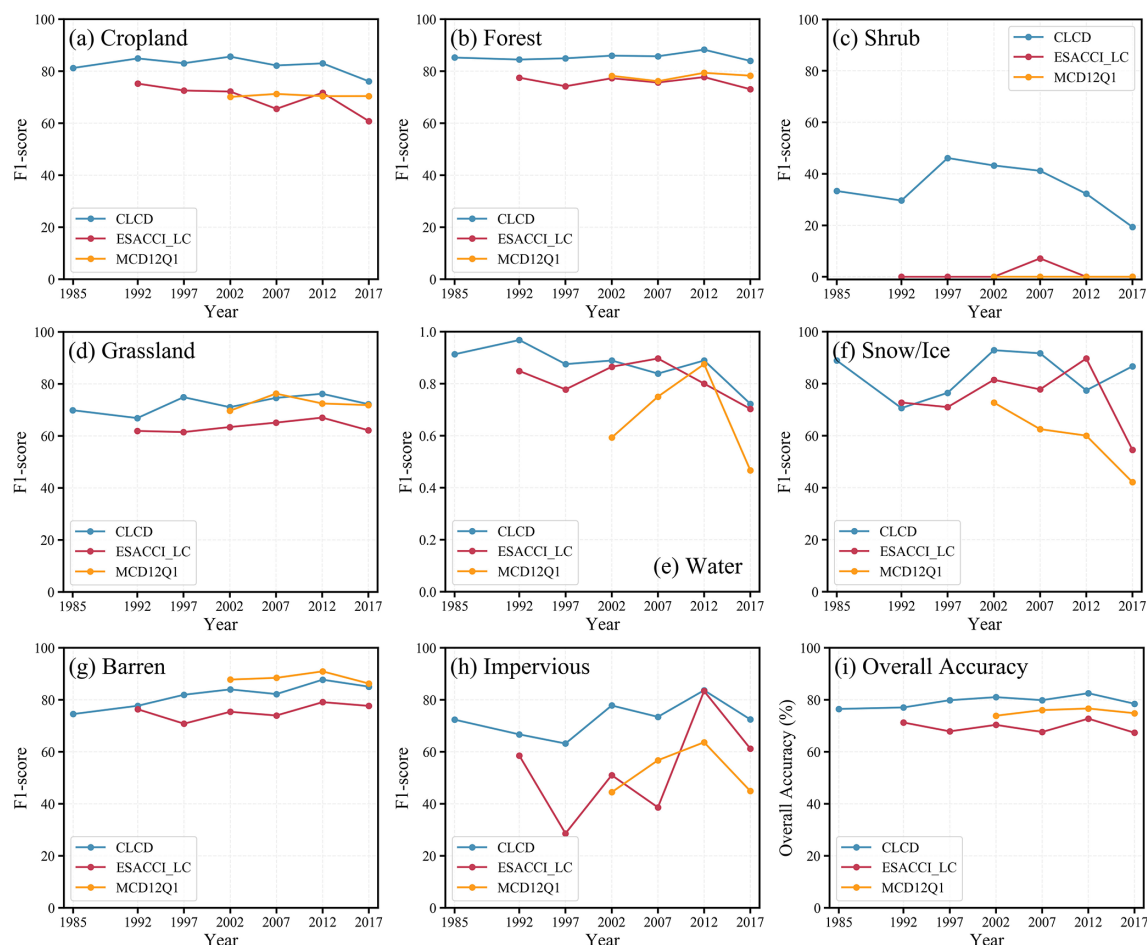 (a) Cropland
F1-score
100
80
60
40
20
0
CLCD
ESACCI_LC
MCD12Q1
1985 1992 1997 2002 2007 2012 2017
Year
(b) Forest
F1-score
100
80
60
40
20
0
CLCD
ESACCI_LC
MCD12Q1
1985 1992 1997 2002 2007 2012 2017
Year
(c) Shrub
F1-score
100
80
60
40
20
0
CLCD
ESACCI_LC
MCD12Q1
1985 1992 1997 2002 2007 2012 2017
Year
(d) Grassland
F1-score
100
80
60
40
20
0
CLCD
ESACCI_LC
MCD12Q1
1985 1992 1997 2002 2007 2012 2017
Year
F1-score
1.0
0.8
0.6
0.4
0.2
0.0
CLCD
ESACCI_LC
MCD12Q1
(e) Water
1985 1992 1997 2002 2007 2012 2017
Year
(f) Snow/Ice
F1-score
100
80
60
40
20
0
CLCD
ESACCI_LC
MCD12Q1
1985 1992 1997 2002 2007 2012 2017
Year
(g) Barren
F1-score
100
80
60
40
20
0
CLCD
ESACCI_LC
MCD12Q1
1985 1992 1997 2002 2007 2012 2017
Year
(h) Impervious
F1-score
100
80
60
40
20
0
CLCD
ESACCI_LC
MCD12Q1
1985 1992 1997 2002 2007 2012 2017
Year
(i) Overall Accuracy
Overall Accuracy (%)
100
80
60
40
20
0
CLCD
ESACCI_LC
MCD12Q1
1985 1992 1997 2002 2007 2012 2017
Year